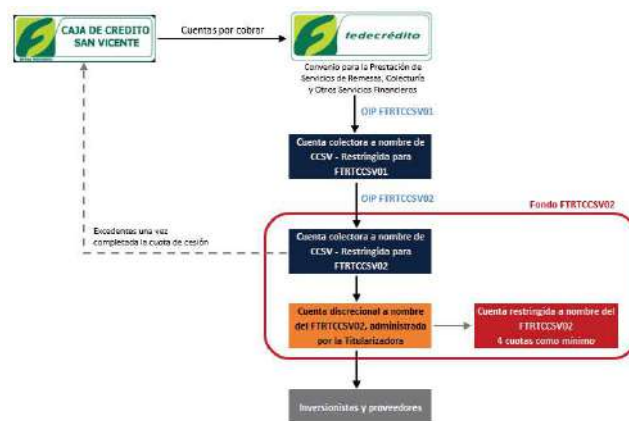 CAJA DE CREDITO
SAN VICENTE
Cuentas por cobrar
fedecrédito
Convenio para la Prestación de
Servicios de Remesas, Colecturía
y Otros Servicios Financieros
OIP FTRTCCSV01
Cuenta colectora a nombre de
CCSV - Restringida para
FTRTCCSV01
OIP FTRTCCSV02
Fondo FTRTCCSV02
Excedentes una vez
completada la cuota de cesión
Cuenta colectora a nombre de
CCSV - Restringida para
FTRTCCSV02
Cuenta discrecional a nombre
del FTRTCCSV02, administrada
por la Titularizadora
Cuenta restringida a nombre del
FTRTCCSV02
4 cuotas como mínimo
Inversionistas y proveedores